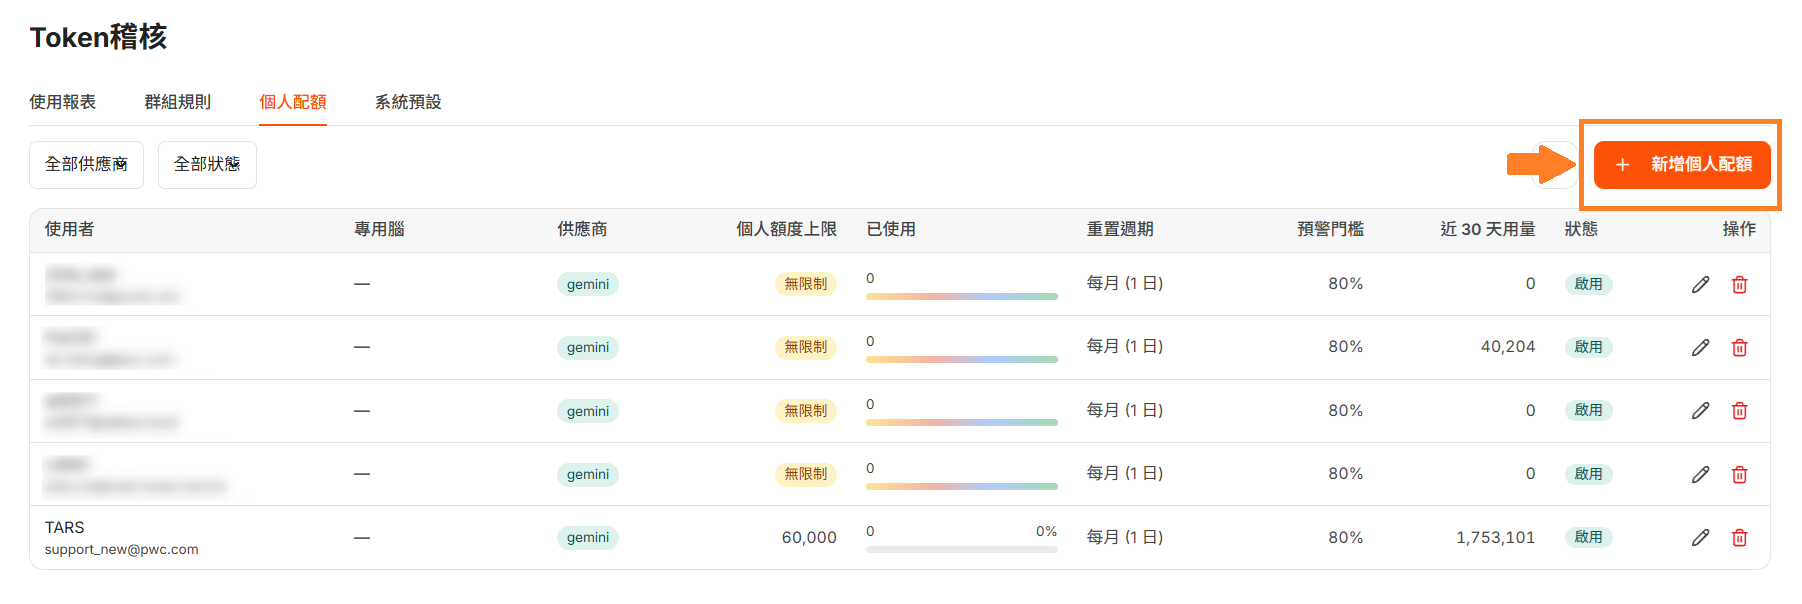 Token稽核
使用報表 群組規則 個人配額 系統預設
全部供應商 全部狀態 + 新增個人配額
使用者 專用腦 供應商 個人額度上限 已使用 重置週期 預警門檻 近 30 天用量 狀態 操作
— gemini 無限制 0 每月 (1 日) 80% 0 啟用
— gemini 無限制 0 每月 (1 日) 80% 40,204 啟用
— gemini 無限制 0 每月 (1 日) 80% 0 啟用
— gemini 無限制 0 每月 (1 日) 80% 0 啟用
TARS
support_new@pwc.com — gemini 60,000 0 0% 每月 (1 日) 80% 1,753,101 啟用